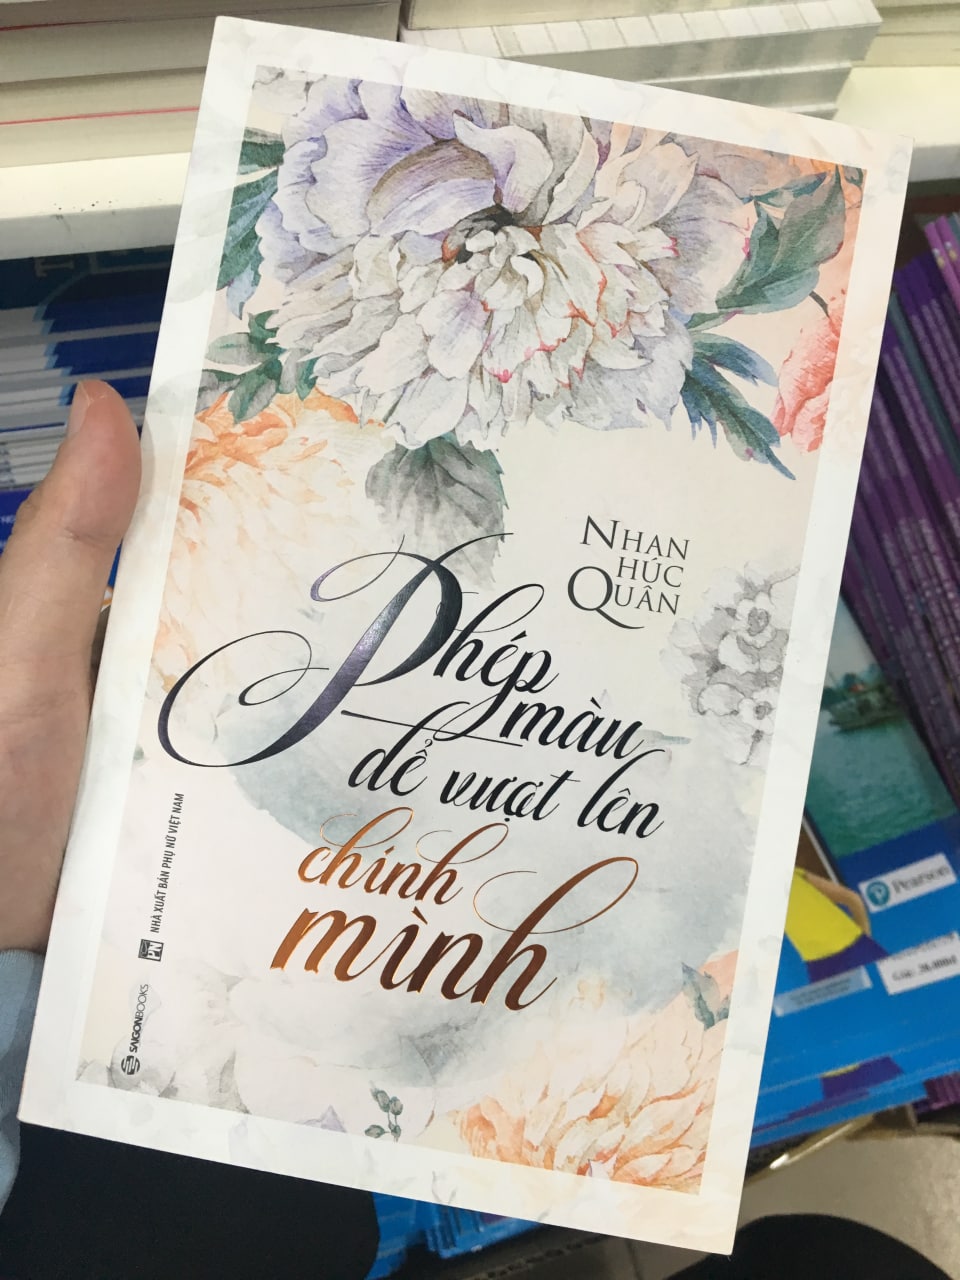 NHAN
HÚC
QUÂN
Phép
màu
để vượt lên
chính
mình
NHÀ XUẤT BẢN PHỤ NỮ VIỆT NAM
PN
SAIGONBOOKS
Pearson